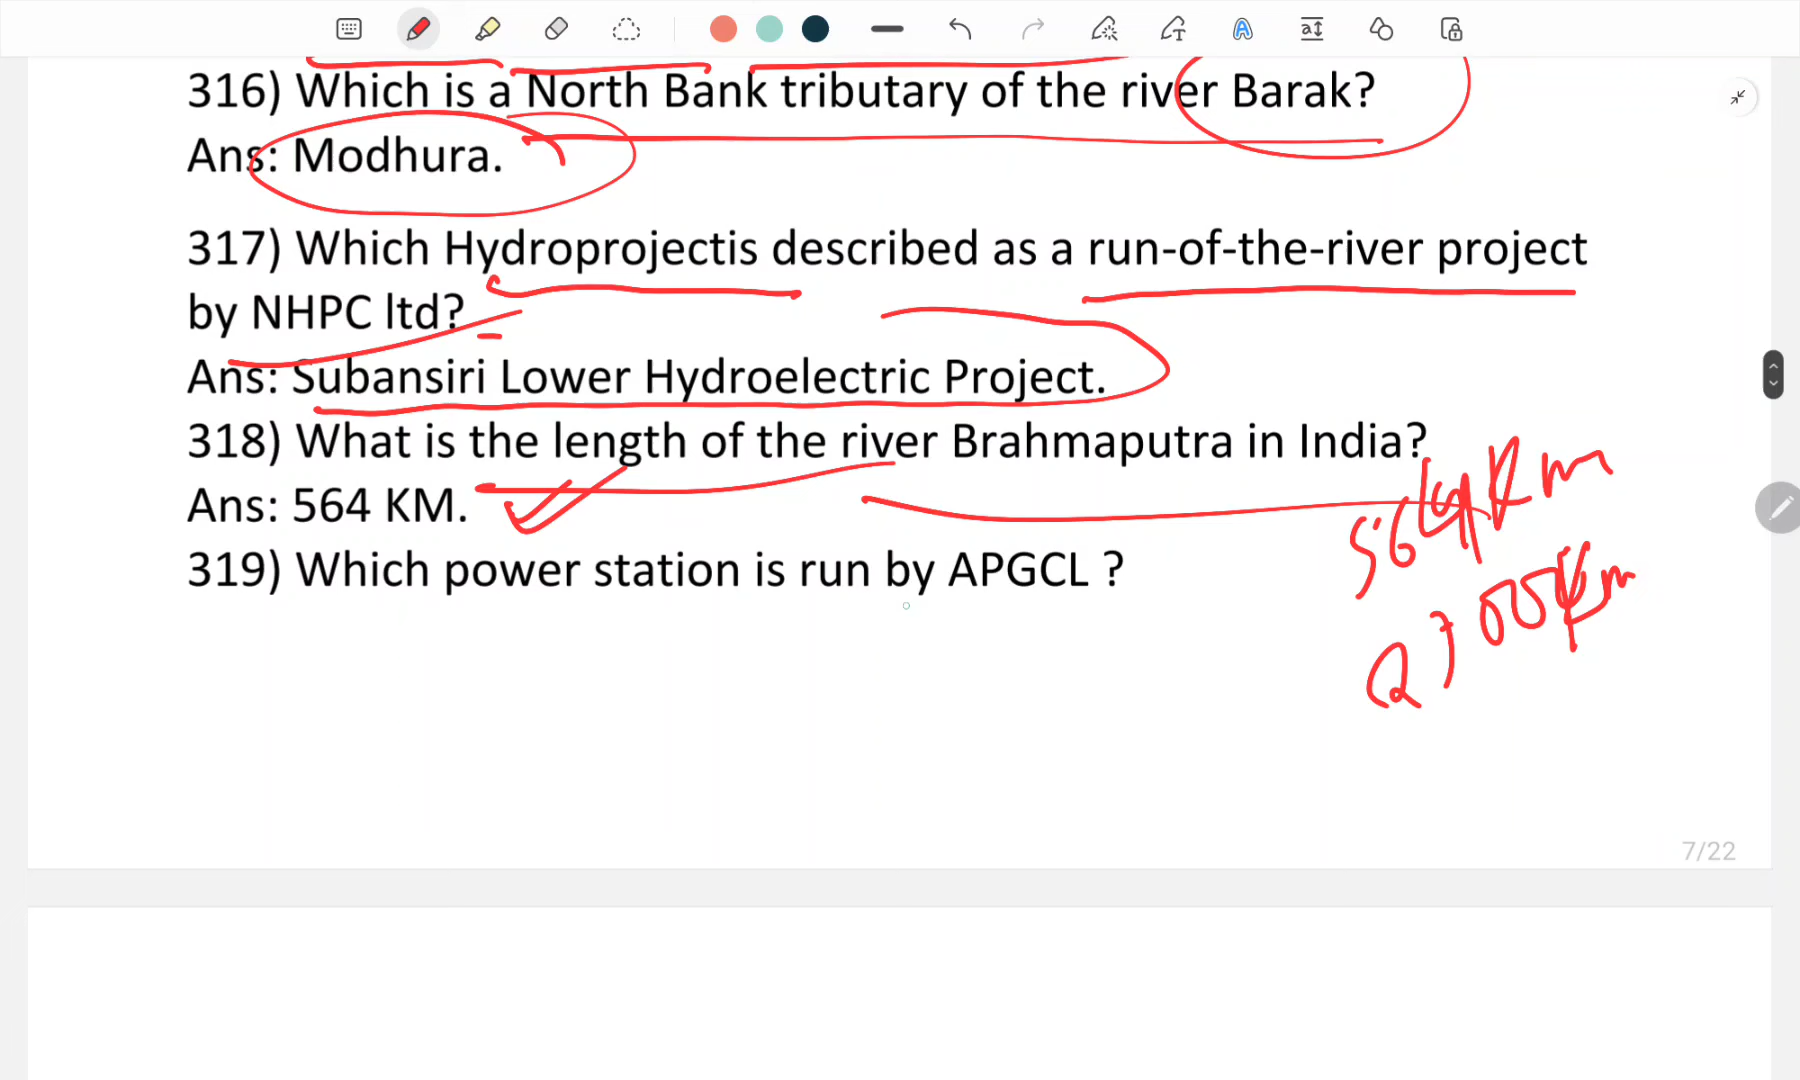 316) Which is a North Bank tributary of the river Barak?
Ans: Modhura.
317) Which Hydroprojectis described as a run-of-the-river project
by NHPC ltd?
Ans: Subansiri Lower Hydroelectric Project.
318) What is the length of the river Brahmaputra in India?
Ans: 564 KM.
564 Km
319) Which power station is run by APGCL ?
2700 Km
7/22